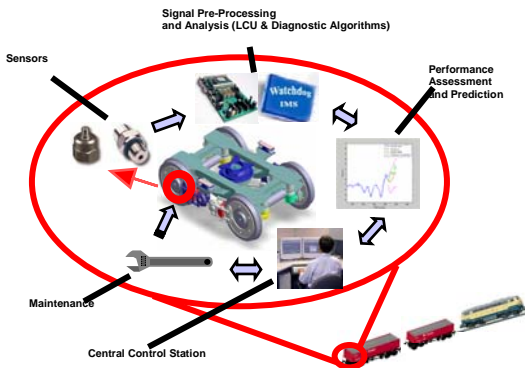 Signal Pre-Processing
and Analysis (LCU & Diagnostic Algorithms)
Sensors
Performance
Assessment
and Prediction
Watchdog
IMS
Maintenance
Central Control Station